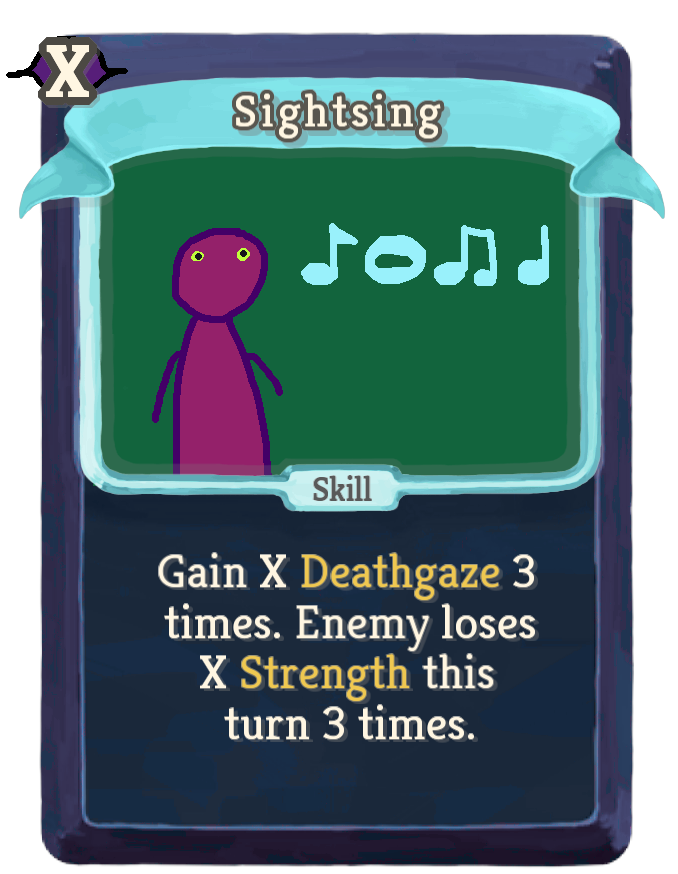 X
Sightsing
Skill
Gain X Deathgaze 3
times. Enemy loses
X Strength this
turn 3 times.